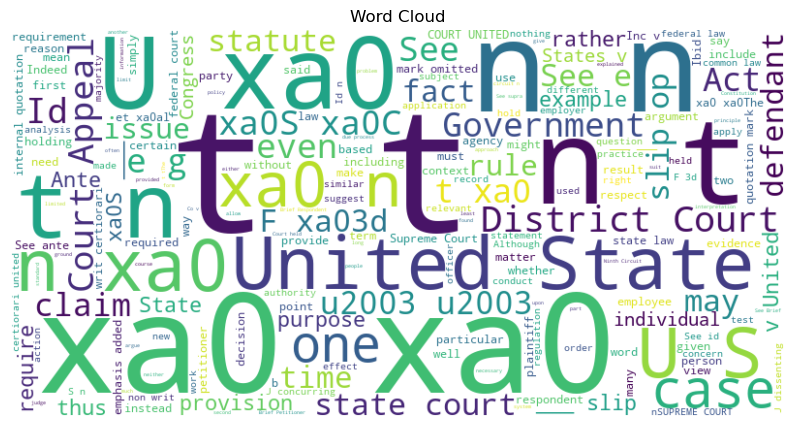 Word Cloud
U
xa0
n n
statute
See
rather
COURT UNITED
States v
Inc v
federal law
requirement
reason
Indeed
mean
first
simply
Congress
party
said
mark omitted
subject
nothing
Ibid
common law
say
include
See e
Act
fact
example
use
Id
Appeal
issue
xa0S
xa0C
Government
slip op
defendant
internal quotation
federal court
et xa0al
law
majority
holding
analysis
certain
even
based
without
including
agency
must
application
argument
different
employer
hold
might
question
apply
quotation mark
e g
t t t
n
rule
context
result
right
respect
practice
held
two
F 3d
xa0 xa0The
need
made
Ante
Court
t n
xa0 n
t xa0
make
similar
suggest
relevant
record
used
principle
See ante
writ certiorari
required
way
F xa03d
District Court
provide
term
Supreme Court
statement
Although
state law
evidence
n xa0
United State
matter
whether
officer
conduct
Ninth Circuit
certiorari united
claim
State
authority
u2003 u2003
point
purpose
may
employee
individual
test
v United
require
action
emphasis added
new
petitioner
work
decision
effect
one
time
particular
well
plaintiff
regulation
order
word
given
concern
person
view
See id
many
xa0 xa0
U S
case
thus
instead
provision
J concurring
state court
respondent
slip
nSUPREME COURT
J dissenting
S n
non writ
b